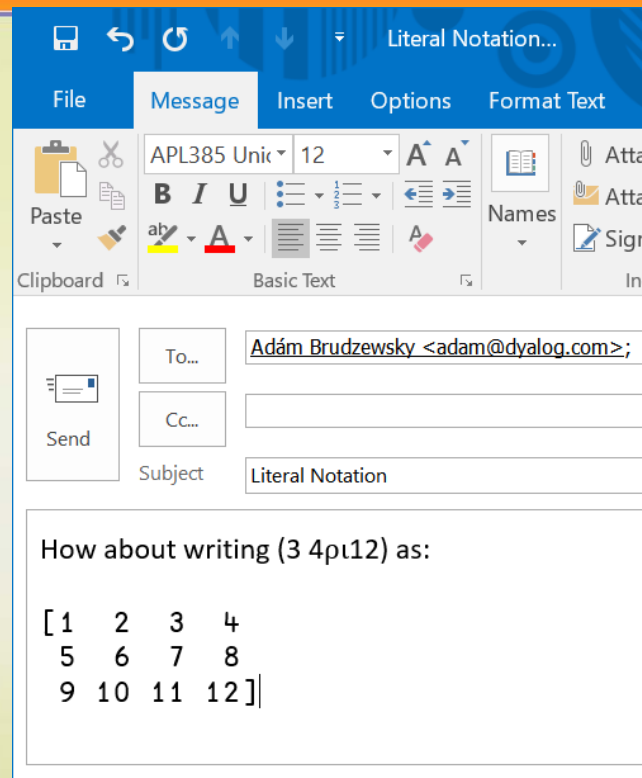 Literal Notation...
File Message Insert Options Format Text
APL385 Unic 12 A A
B I U
Paste
Names
Clipboard
Basic Text
To...
Adám Brudzewsky <adam@dyalog.com>;
Cc...
Send
Subject
Literal Notation
How about writing (3 4⍴⍳12) as:
[1 2 3 4
5 6 7 8
9 10 11 12]